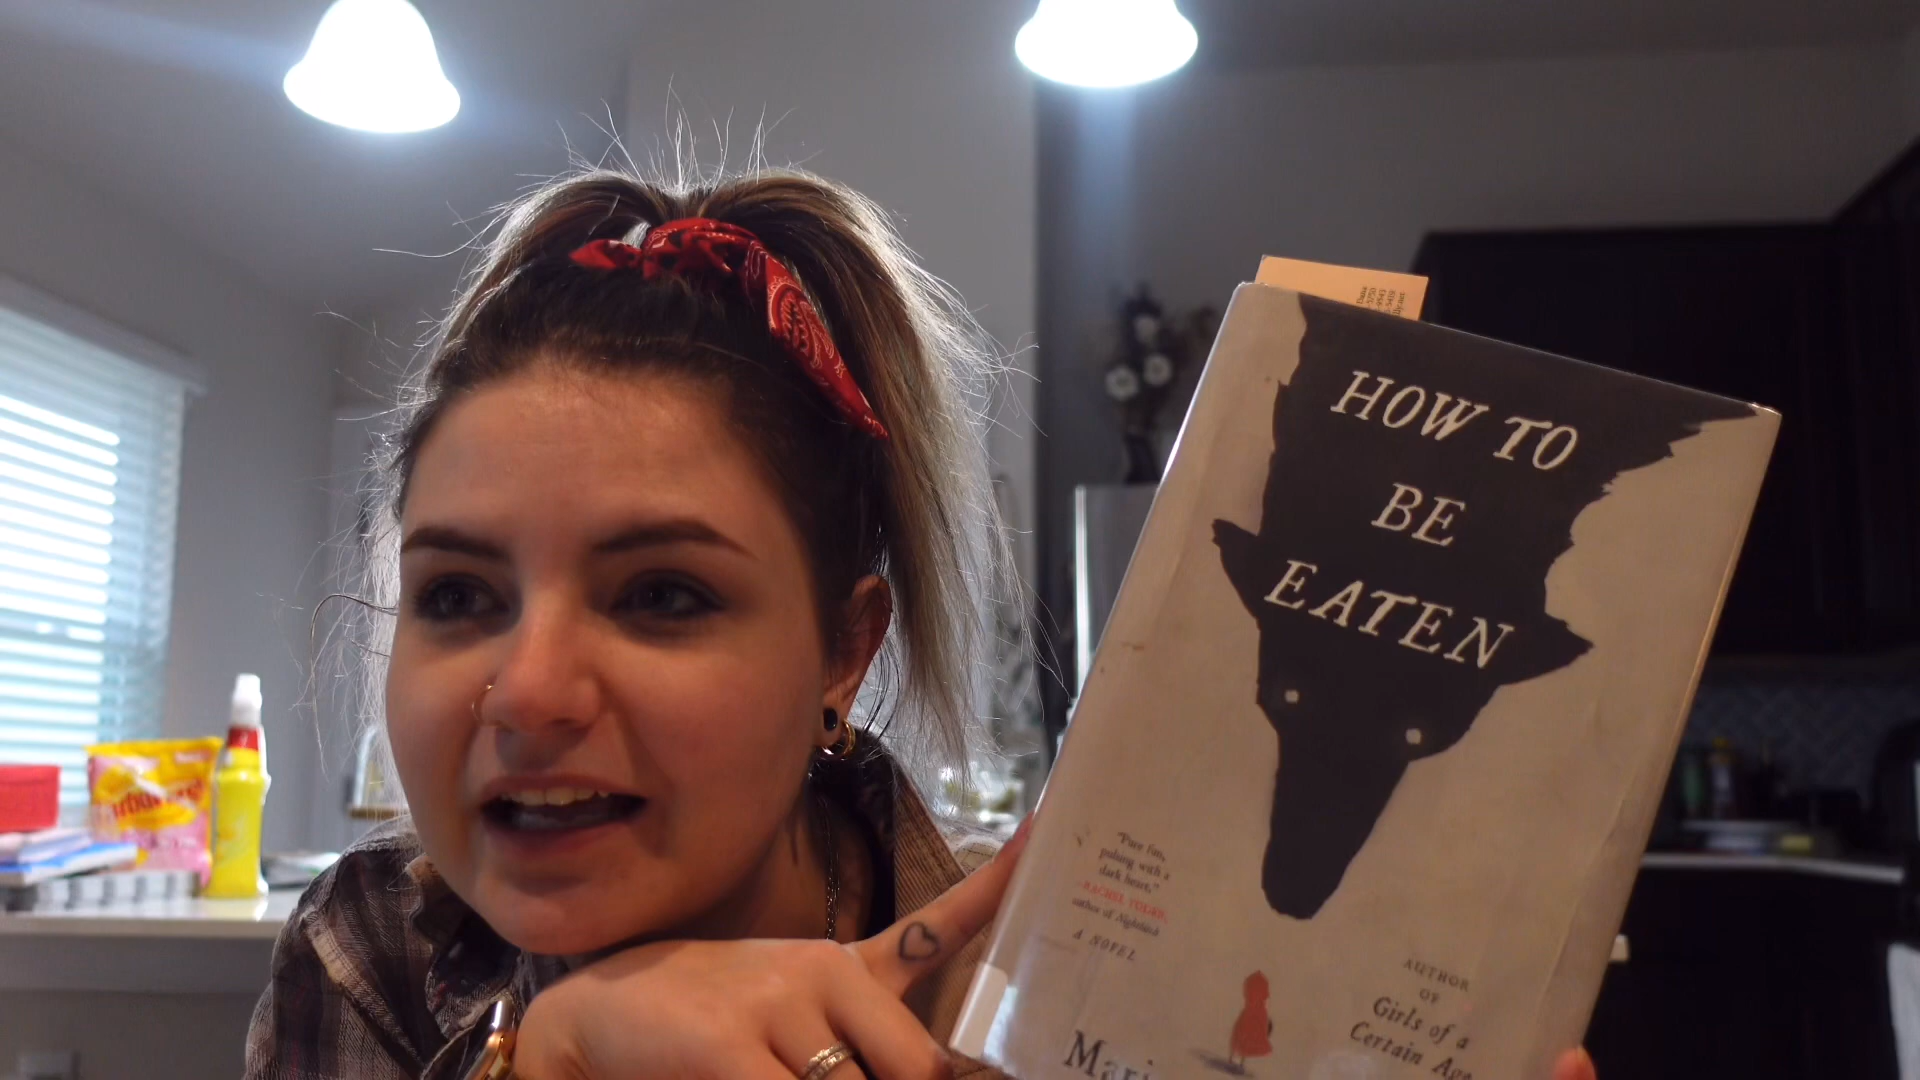 HOW TO
BE
EATEN
"Pure fun,
pulsing with a
dark heart."
—RACHEL YODER,
author of Nightbitch
A NOVEL
AUTHOR
OF
Girls of a
Certain Age
Mari